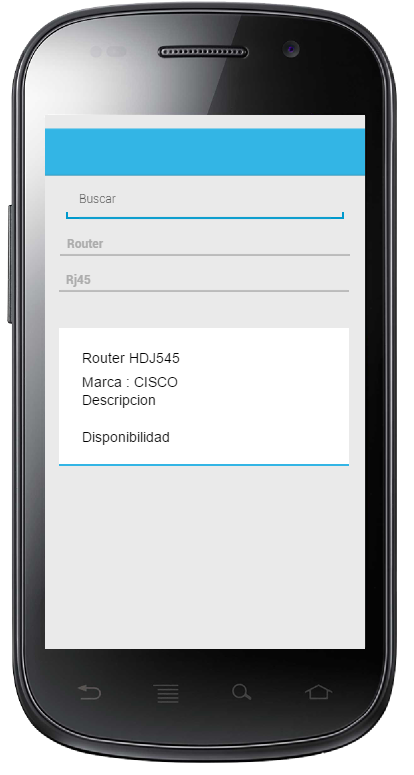 Buscar
Router
Rj45
Router HDJ545
Marca : CISCO
Descripcion
Disponibilidad